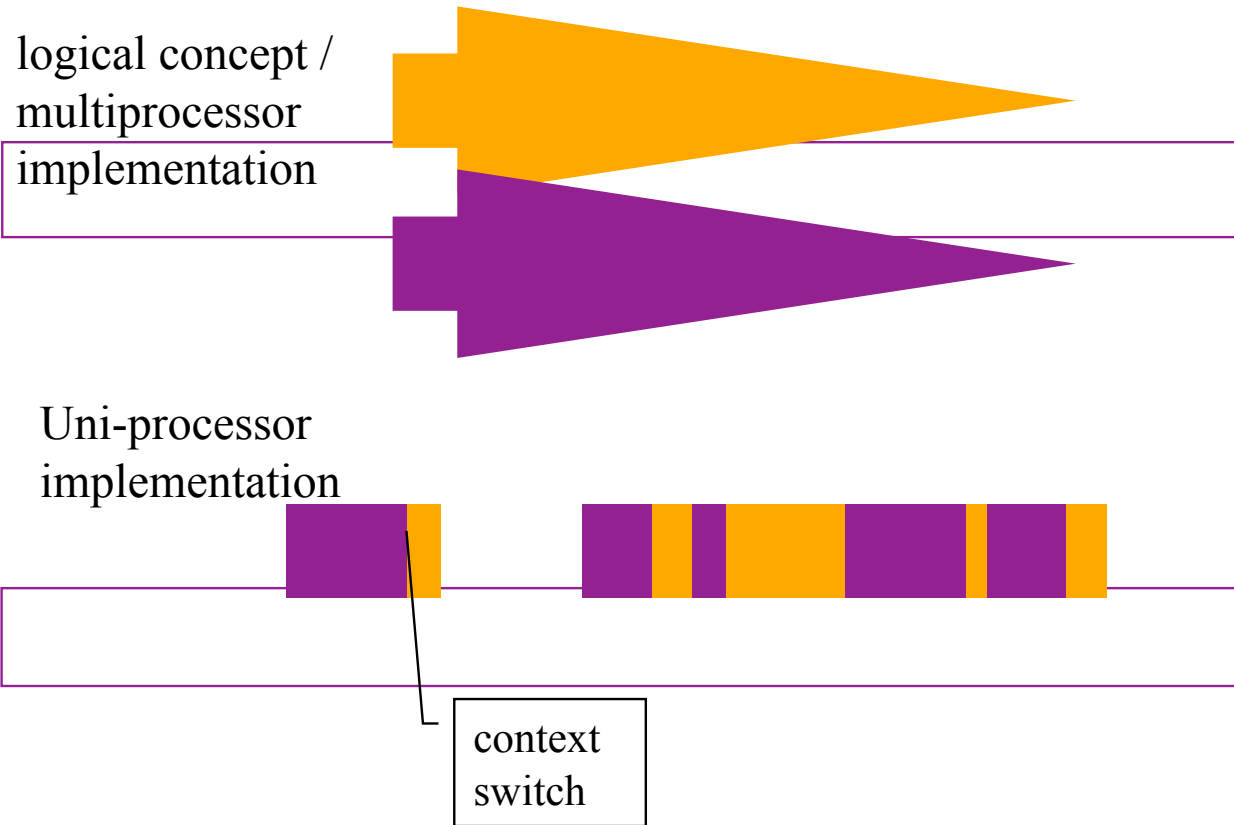 logical concept /
multiprocessor
implementation
Uni-processor
implementation
context
switch